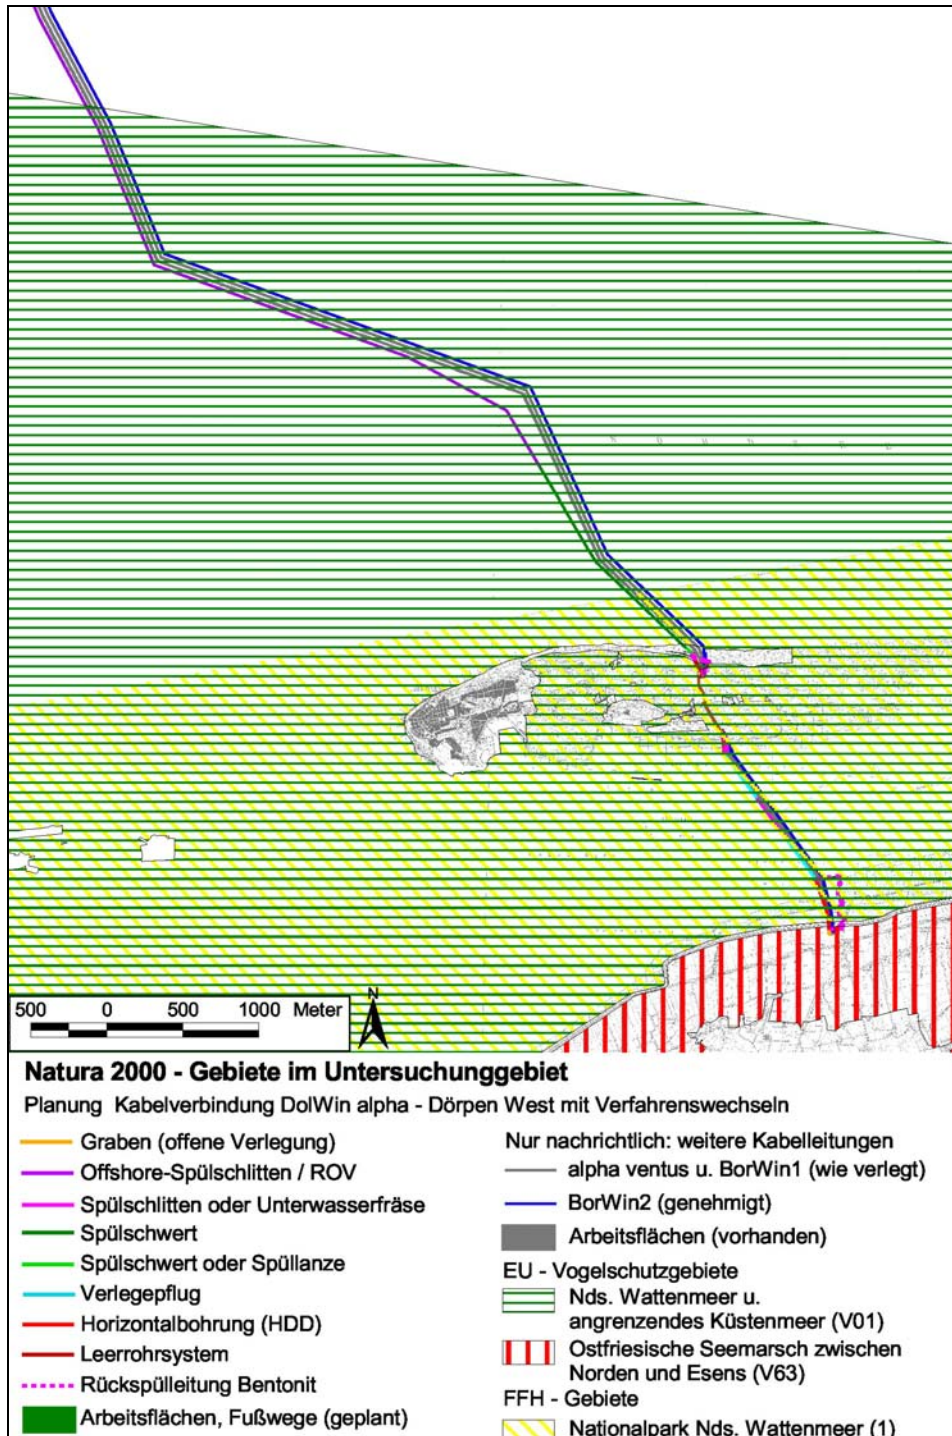 N
500 0 500 1000 Meter
Natura 2000 - Gebiete im Untersuchunggebiet
Planung Kabelverbindung DolWin alpha - Dörpen West mit Verfahrenswechseln
Graben (offene Verlegung)
Offshore-Spülschlitten / ROV
Spülschlitten oder Unterwasserfräse
Spülschwert
Spülschwert oder Spüllanze
Verlegepflug
Horizontalbohrung (HDD)
Leerrohrsystem
Rückspülleitung Bentonit
Arbeitsflächen, Fußwege (geplant)
Nur nachrichtlich: weitere Kabelleitungen
alpha ventus u. BorWin1 (wie verlegt)
BorWin2 (genehmigt)
Arbeitsflächen (vorhanden)
EU - Vogelschutzgebiete
Nds. Wattenmeer u.
angrenzendes Küstenmeer (V01)
Ostfriesische Seemarsch zwischen
Norden und Esens (V63)
FFH - Gebiete
Nationalpark Nds. Wattenmeer (1)